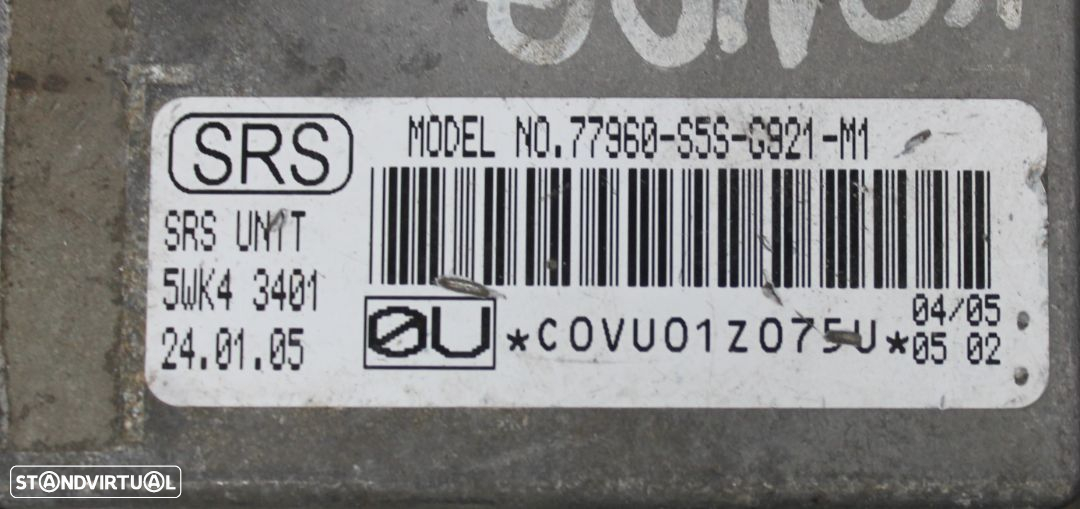 SRS
MODEL NO.77960-S5S-G921-M1
SRS UNIT
5WK4 3401
24.01.05
0U
*C0VU01Z075U*
04/05
05 02
STANDVIRTUAL